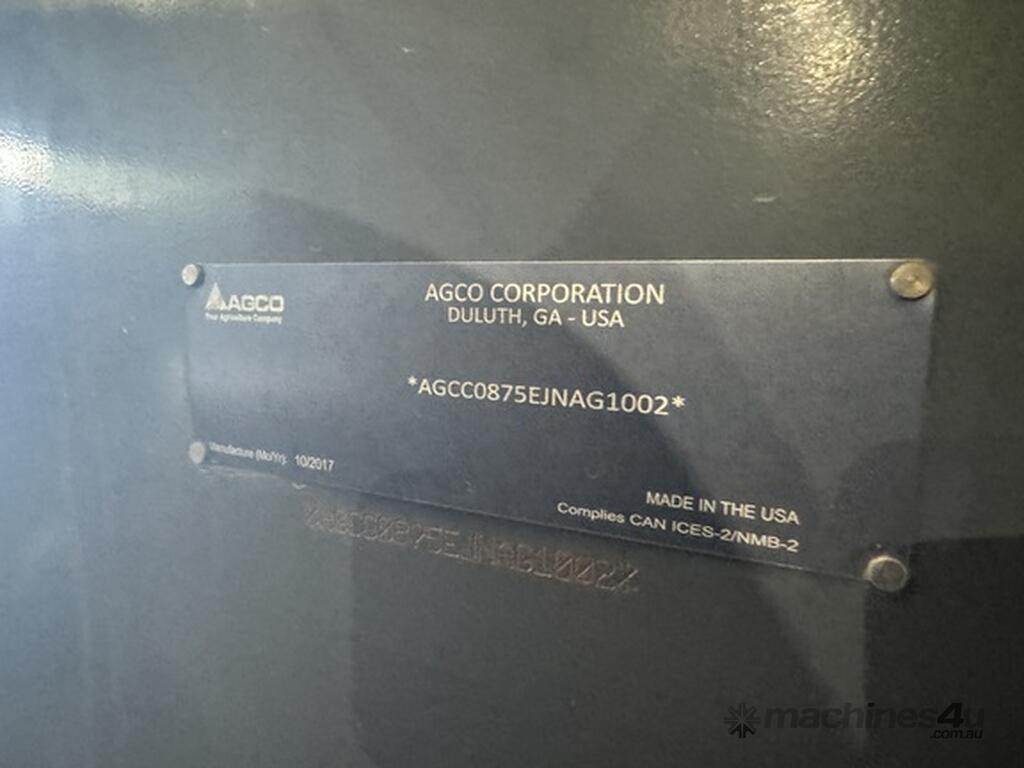 AGCO
Your Agriculture Company
AGCO CORPORATION
DULUTH, GA - USA
*AGCC0875EJNAG1002*
Manufacture (Mo/Yr): 10/2017
MADE IN THE USA
Complies CAN ICES-2/NMB-2
AGCC0875EJNAG1002
machines4u
.com.au